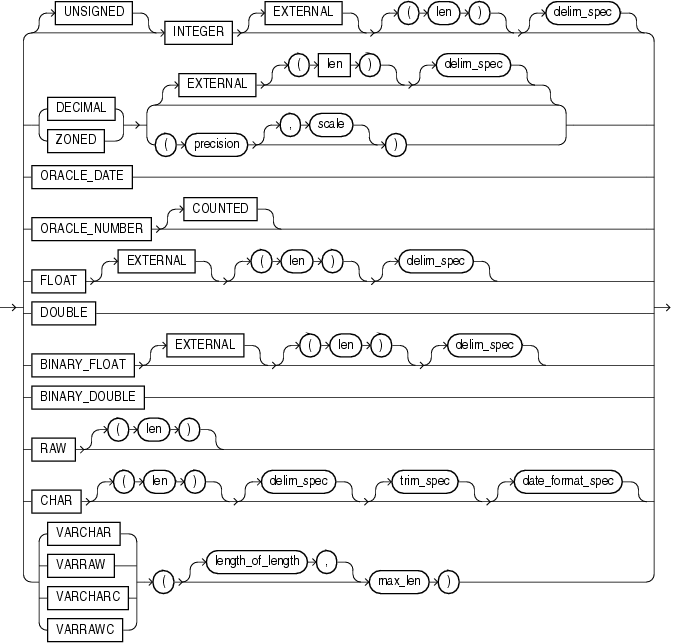 UNSIGNED EXTERNAL ( len ) delim_spec
INTEGER
( len ) delim_spec
EXTERNAL
DECIMAL
, scale
ZONED ( precision )
ORACLE_DATE
COUNTED
ORACLE_NUMBER
EXTERNAL ( len ) delim_spec
FLOAT
DOUBLE
EXTERNAL ( len ) delim_spec
BINARY_FLOAT
BINARY_DOUBLE
( len )
RAW
( len ) delim_spec trim_spec date_format_spec
CHAR
VARCHAR
length_of_length ,
VARRAW
( max_len )
VARCHARC
VARRAWC